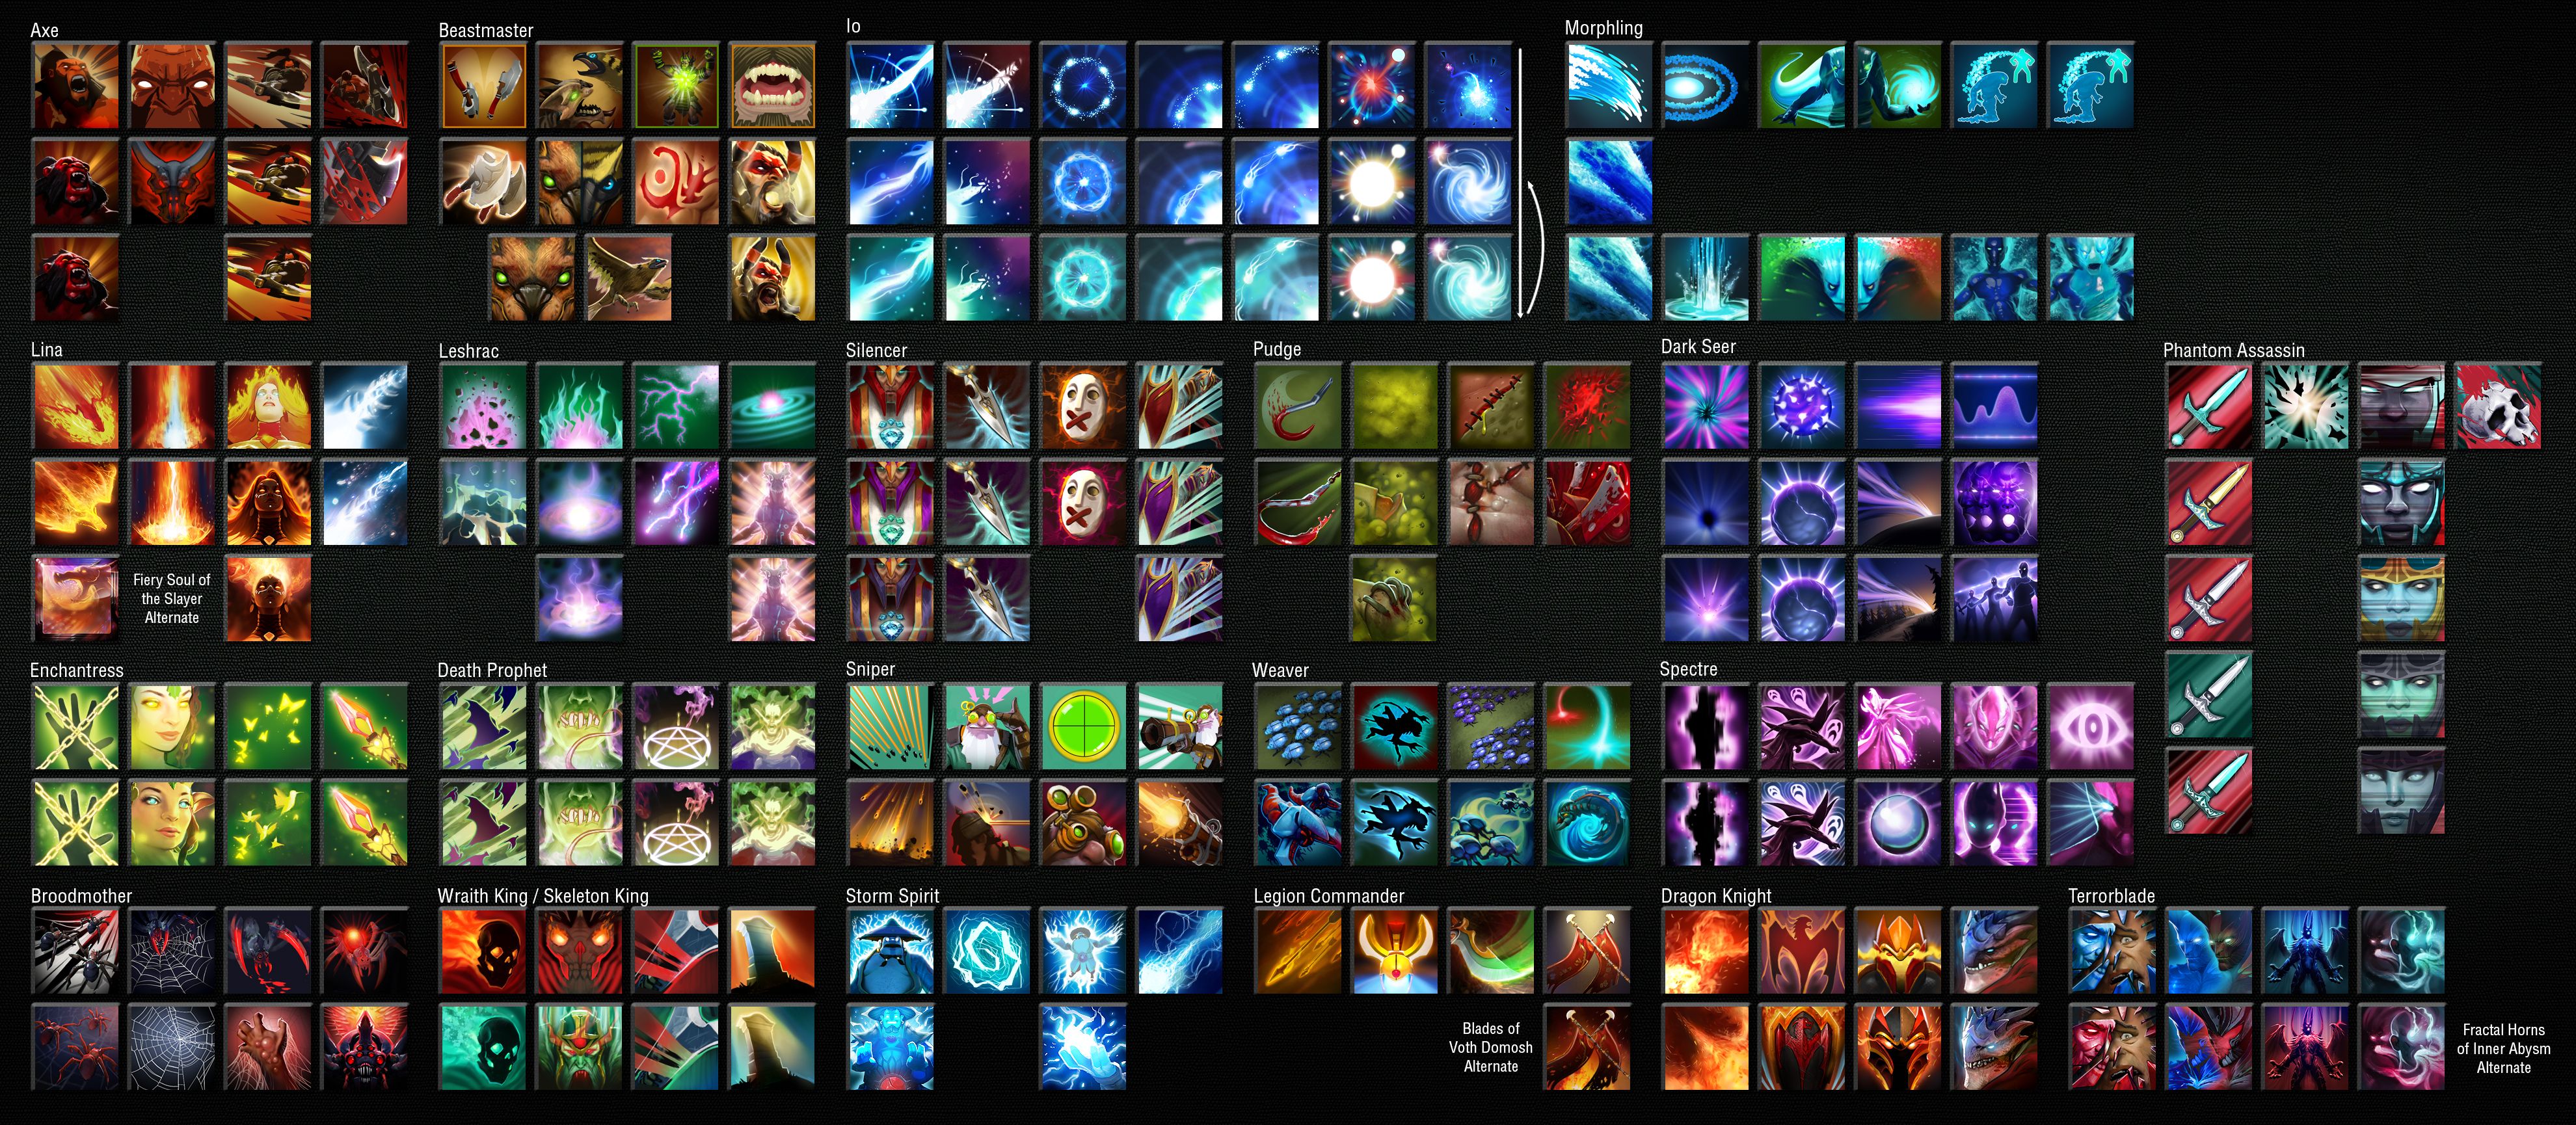 Axe
Beastmaster
Io
Morphling
Lina
Leshrac
Silencer
Pudge
Dark Seer
Phantom Assassin
Fiery Soul of
the Slayer
Alternate
Enchantress
Death Prophet
Sniper
Weaver
Spectre
Broodmother
Wraith King / Skeleton King
Storm Spirit
Legion Commander
Dragon Knight
Terrorblade
Blades of
Voth Domosh
Alternate
Fractal Horns
of Inner Abysm
Alternate